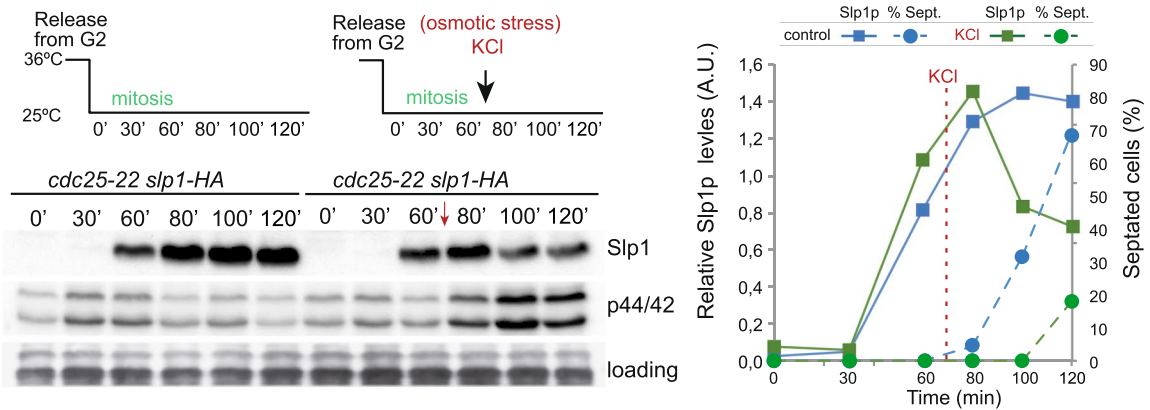 Release
from G2
36ºC
mitosis
25ºC
0’ 30’ 60’ 80’ 100’ 120’
Release
from G2
(osmotic stress)
KCl
mitosis
0’ 30’ 60’ 80’ 100’ 120’
cdc25-22 slp1-HA
cdc25-22 slp1-HA
0’ 30’ 60’ 80’ 100’ 120’ 0’ 30’ 60’ 80’ 100’ 120’
Slp1
p44/42
loading
Slp1p % Sept. Slp1p % Sept.
control KCl
Relative Slp1p levles (A.U.)
1,6
1,4
1,2
1,0
0,8
0,6
0,4
0,2
0,0
KCl
90
80
70
60
50
40
30
20
10
0
Septated cells (%)
0 30 60 80 100 120
Time (min)